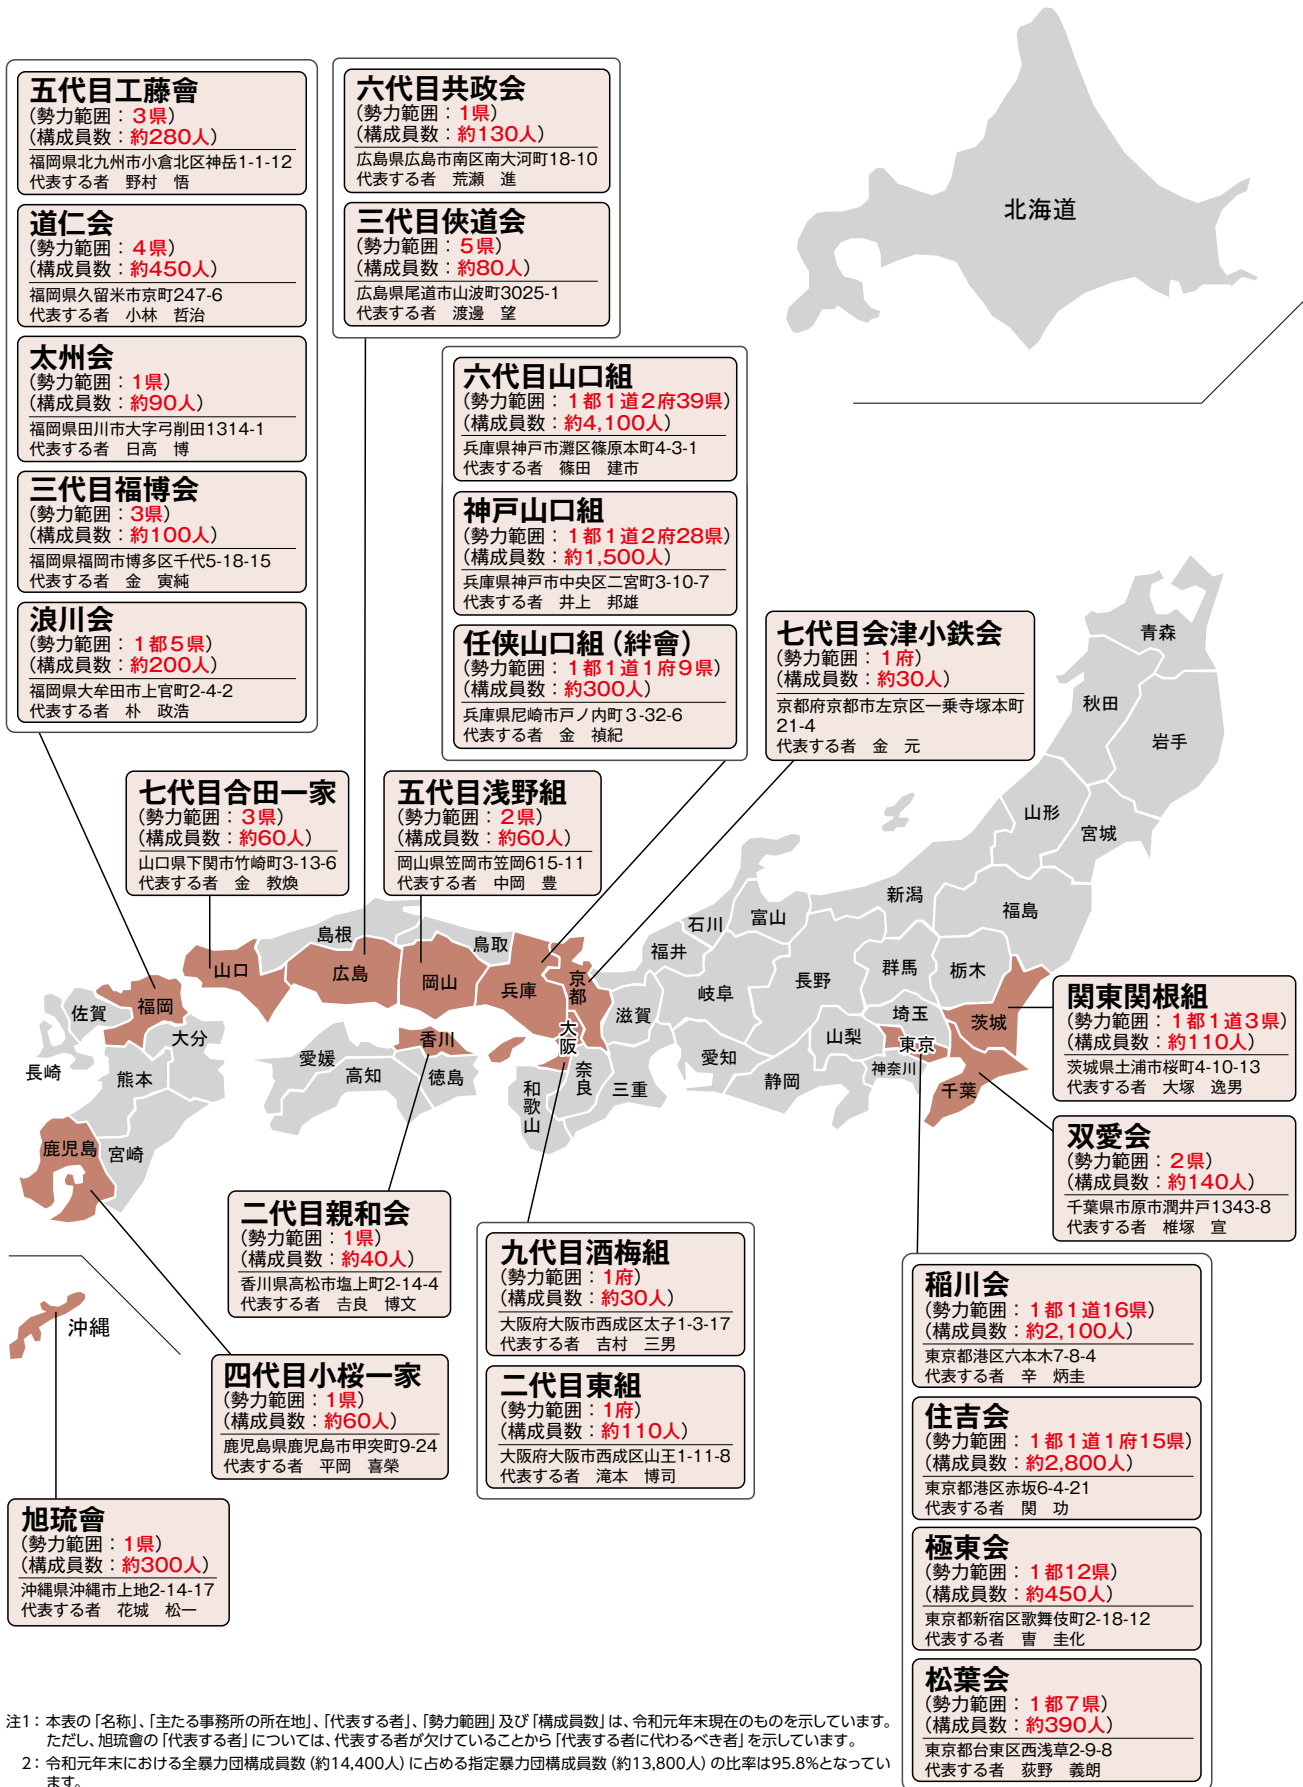 五代目工藤會
(勢力範囲：3県)
(構成員数：約280人)
福岡県北九州市小倉北区神岳1-1-12
代表する者　野村　悟
道仁会
(勢力範囲：4県)
(構成員数：約450人)
福岡県久留米市京町247-6
代表する者　小林　哲治
太州会
(勢力範囲：1県)
(構成員数：約90人)
福岡県田川市大字弓削田1314-1
代表する者　日高　博
三代目福博会
(勢力範囲：3県)
(構成員数：約100人)
福岡県福岡市博多区千代5-18-15
代表する者　金　寅純
浪川会
(勢力範囲：1都5県)
(構成員数：約200人)
福岡県大牟田市上官町2-4-2
代表する者　朴　政浩
六代目共政会
(勢力範囲：1県)
(構成員数：約130人)
広島県広島市南区南大河町18-10
代表する者　荒瀬　進
三代目俠道会
(勢力範囲：5県)
(構成員数：約80人)
広島県尾道市山波町3025-1
代表する者　渡邊　望
六代目山口組
(勢力範囲：1都1道2府39県)
(構成員数：約4,100人)
兵庫県神戸市灘区篠原本町4-3-1
代表する者　篠田　建市
神戸山口組
(勢力範囲：1都1道2府28県)
(構成員数：約1,500人)
兵庫県神戸市中央区二宮町3-10-7
代表する者　井上　邦雄
任侠山口組（絆會）
(勢力範囲：1都1道1府9県)
(構成員数：約300人)
兵庫県尼崎市戸ノ内町3-32-6
代表する者　金　禎紀
七代目会津小鉄会
(勢力範囲：1府)
(構成員数：約30人)
京都府京都市左京区一乗寺塚本町
21-4
代表する者　金　元
七代目合田一家
(勢力範囲：3県)
(構成員数：約60人)
山口県下関市竹崎町3-13-6
代表する者　金　教煥
五代目浅野組
(勢力範囲：2県)
(構成員数：約60人)
岡山県笠岡市笠岡615-11
代表する者　中岡　豊
北海道
青森
秋田
岩手
山形
宮城
新潟
福島
石川
富山
福井
岐阜
長野
群馬
栃木
埼玉
茨城
東京
山梨
神奈川
千葉
愛知
静岡
滋賀
三重
京都
大阪
奈良
和歌山
兵庫
鳥取
岡山
島根
広島
山口
香川
徳島
愛媛
高知
福岡
佐賀
大分
長崎
熊本
宮崎
鹿児島
沖縄
関東関根組
(勢力範囲：1都1道3県)
(構成員数：約110人)
茨城県土浦市桜町4-10-13
代表する者　大塚　逸男
双愛会
(勢力範囲：2県)
(構成員数：約140人)
千葉県市原市潤井戸1343-8
代表する者　椎塚　宣
二代目親和会
(勢力範囲：1県)
(構成員数：約40人)
香川県高松市塩上町2-14-4
代表する者　吉良　博文
九代目酒梅組
(勢力範囲：1府)
(構成員数：約30人)
大阪府大阪市西成区太子1-3-17
代表する者　吉村　三男
二代目東組
(勢力範囲：1府)
(構成員数：約110人)
大阪府大阪市西成区山王1-11-8
代表する者　滝本　博司
四代目小桜一家
(勢力範囲：1県)
(構成員数：約60人)
鹿児島県鹿児島市甲突町9-24
代表する者　平岡　喜榮
旭琉會
(勢力範囲：1県)
(構成員数：約300人)
沖縄県沖縄市上地2-14-17
代表する者　花城　松一
稲川会
(勢力範囲：1都1道16県)
(構成員数：約2,100人)
東京都港区六本木7-8-4
代表する者　辛　炳圭
住吉会
(勢力範囲：1都1道1府15県)
(構成員数：約2,800人)
東京都港区赤坂6-4-21
代表する者　関　功
極東会
(勢力範囲：1都12県)
(構成員数：約450人)
東京都新宿区歌舞伎町2-18-12
代表する者　曺　圭化
松葉会
(勢力範囲：1都7県)
(構成員数：約390人)
東京都台東区西浅草2-9-8
代表する者　荻野　義朗
注1：本表の「名称」、「主たる事務所の所在地」、「代表する者」、「勢力範囲」及び「構成員数」は、令和元年末現在のものを示しています。
ただし、旭琉會の「代表する者」については、代表する者が欠けていることから「代表する者に代わるべき者」を示しています。
2：令和元年末における全暴力団構成員数（約14,400人）に占める指定暴力団構成員数（約13,800人）の比率は95.8%となってい
ます。